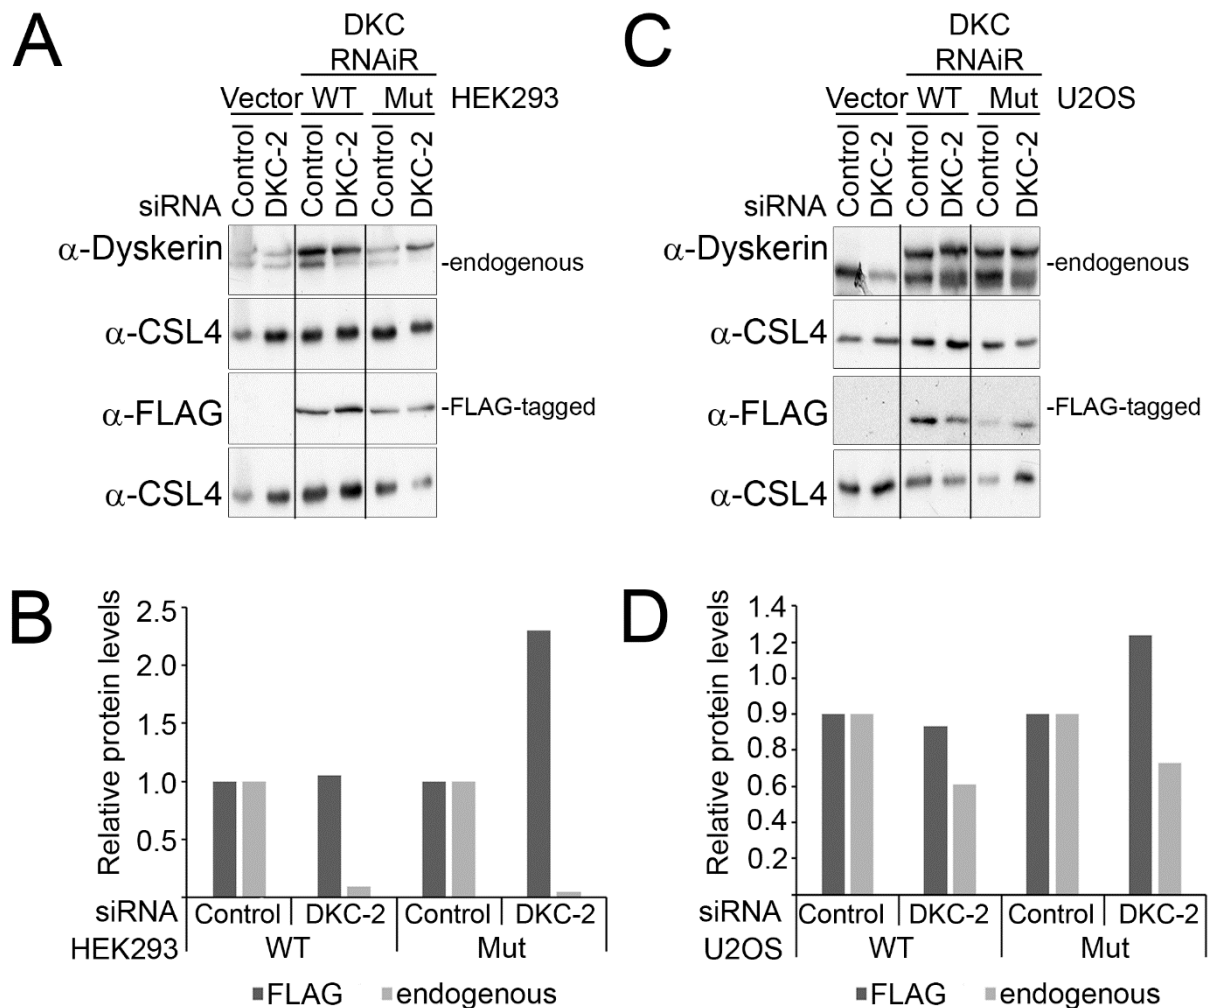 A
DKC
RNAiR
Vector WT Mut HEK293
siRNA Control DKC-2 Control DKC-2 Control DKC-2
α-Dyskerin -endogenous
α-CSL4
α-FLAG -FLAG-tagged
α-CSL4
C
DKC
RNAiR
Vector WT Mut U2OS
siRNA Control DKC-2 Control DKC-2 Control DKC-2
α-Dyskerin -endogenous
α-CSL4
α-FLAG -FLAG-tagged
α-CSL4
B
Relative protein levels
2.5
2.0
1.5
1.0
0.5
siRNA Control DKC-2 Control DKC-2
HEK293 WT Mut
FLAG endogenous
D
Relative protein levels
1.4
1.2
1.0
0.9
0.8
0.6
0.4
0.2
siRNA Control DKC-2 Control DKC-2
U2OS WT Mut
FLAG endogenous